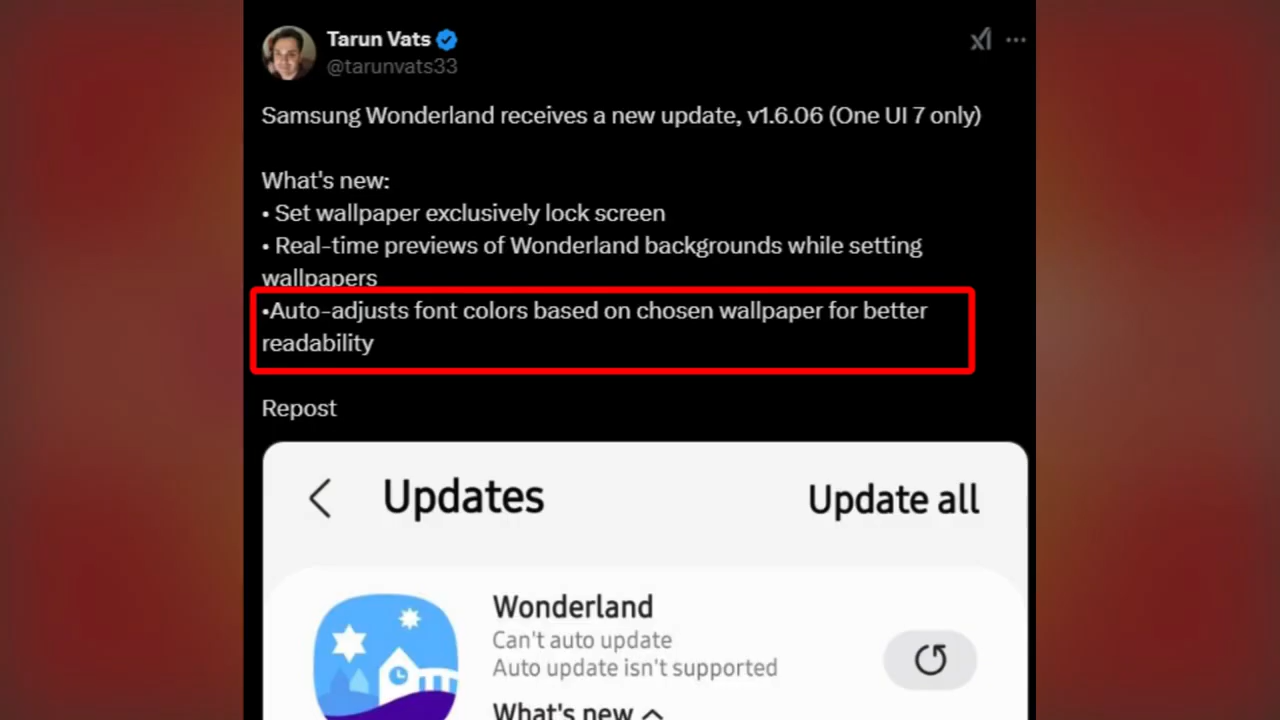 Tarun Vats
@tarunvats33
Samsung Wonderland receives a new update, v1.6.06 (One UI 7 only)
What's new:
• Set wallpaper exclusively lock screen
• Real-time previews of Wonderland backgrounds while setting
wallpapers
•Auto-adjusts font colors based on chosen wallpaper for better
readability
Repost
Updates
Update all
Wonderland
Can't auto update
Auto update isn't supported
What's new